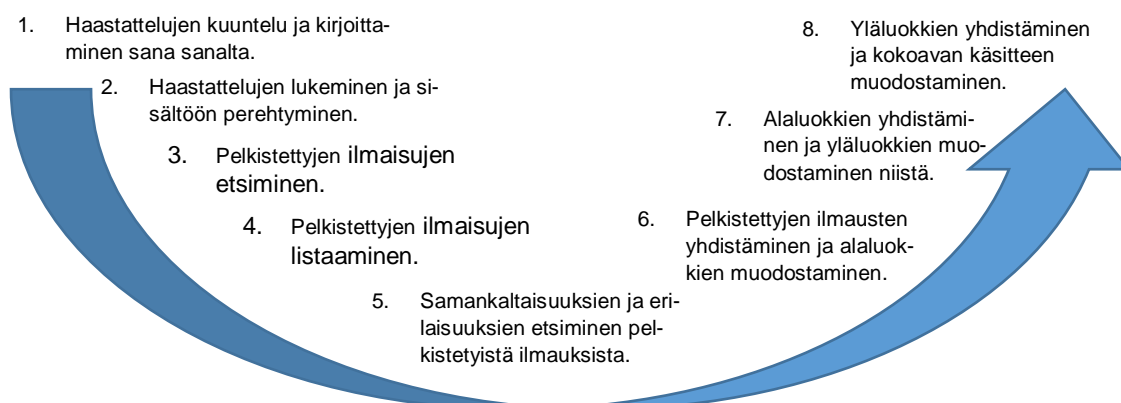 1. Haastattelujen kuuntelu ja kirjoitta-
minen sana sanalta.
2. Haastattelujen lukeminen ja si-
sältöön perehtyminen.
3. Pelkistettyjen ilmaisujen
etsiminen.
4. Pelkistettyjen ilmaisujen
listaaminen.
5. Samankaltaisuuksien ja eri-
laisuuksien etsiminen pel-
kistetyistä ilmauksista.
6. Pelkistettyjen ilmausten
yhdistäminen ja alaluok-
kien muodostaminen.
7. Alaluokkien yhdistämi-
nen ja yläluokkien muo-
dostaminen niistä.
8. Yläluokkien yhdistäminen
ja kokoavan käsitteen
muodostaminen.